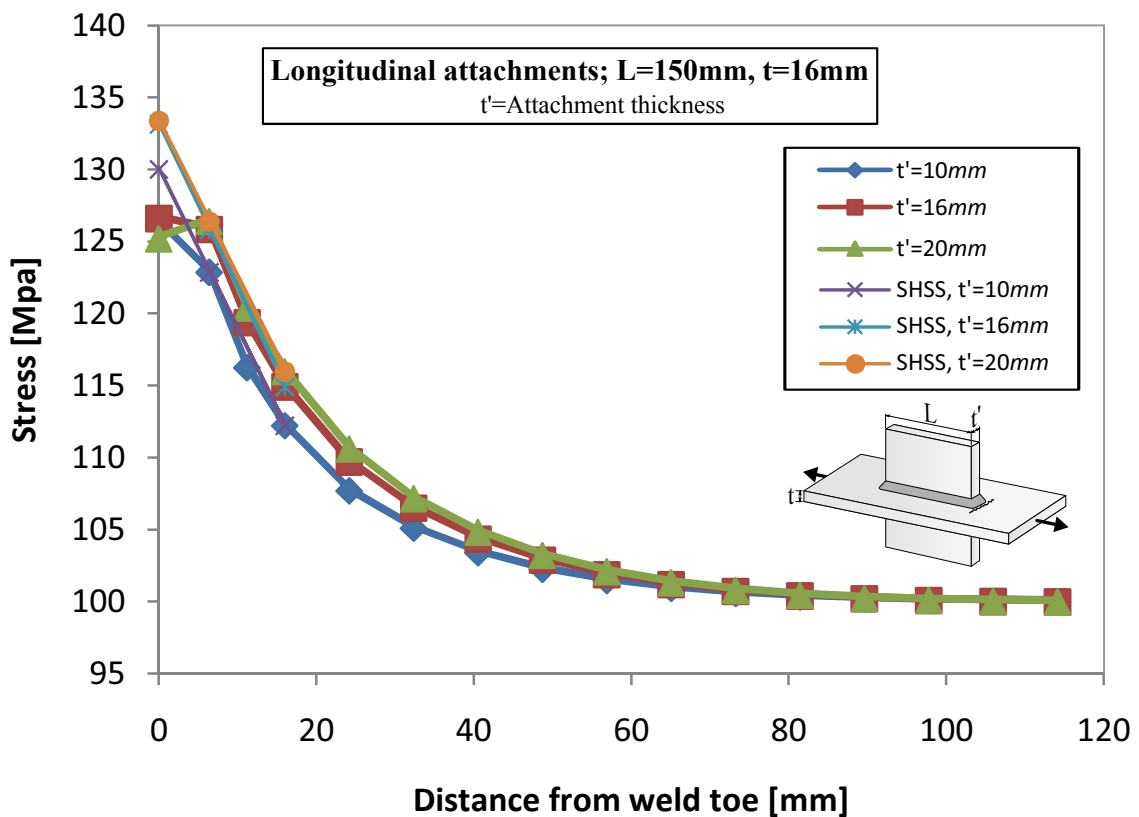 140
135
130
125
120
115
110
105
100
95
0
20
40
60
80
100
120
Stress [Mpa]
Distance from weld toe [mm]
Longitudinal attachments; L=150mm, t=16mm
t'=Attachment thickness
t'=10mm
t'=16mm
t'=20mm
SHSS, t'=10mm
SHSS, t'=16mm
SHSS, t'=20mm
L
t'
t